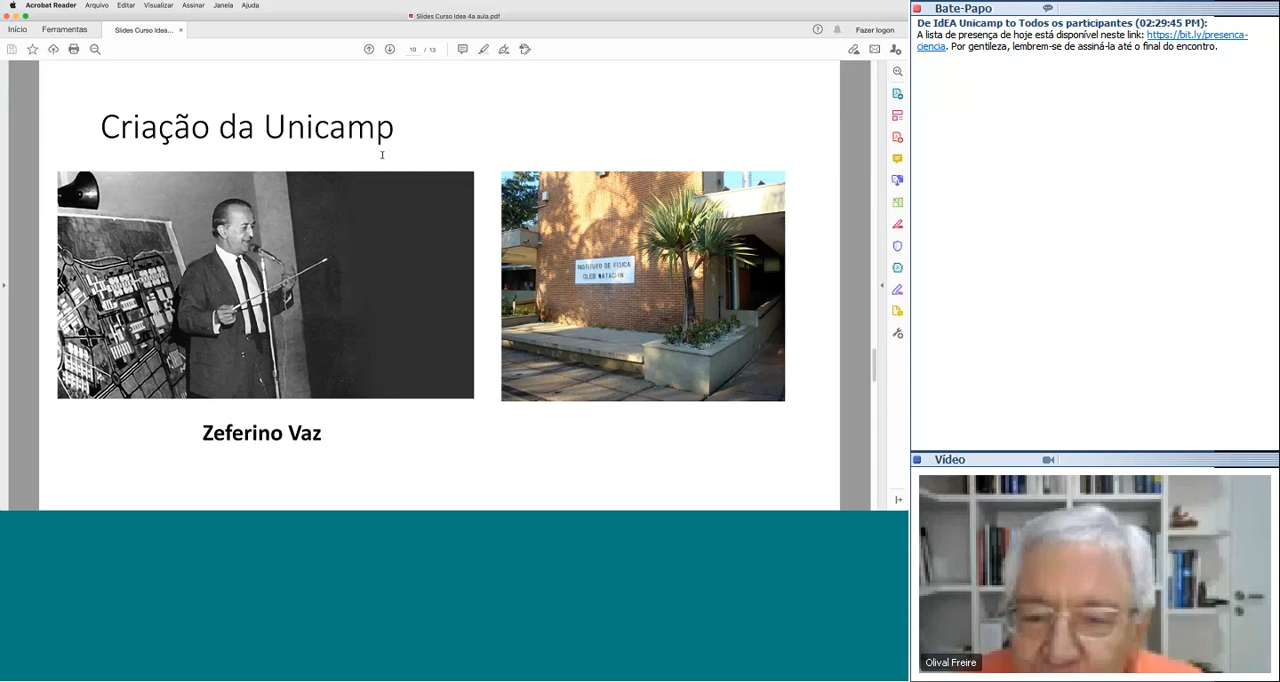 Acrobat Reader Arquivo Editar Visualizar Assinar Janela Ajuda
Slides Curso Idea 4a aula.pdf
Início Ferramentas Slides Curso Idea... × Fazer logon
10 / 13
Criação da Unicamp
INSTITUTO DE FISICA
GLEB WATAGHIN
Zeferino Vaz
Bate-Papo
De IdEA Unicamp to Todos os participantes (02:29:45 PM):
A lista de presença de hoje está disponível neste link: https://bit.ly/presenca-
ciencia. Por gentileza, lembrem-se de assiná-la até o final do encontro.
Vídeo
Olival Freire